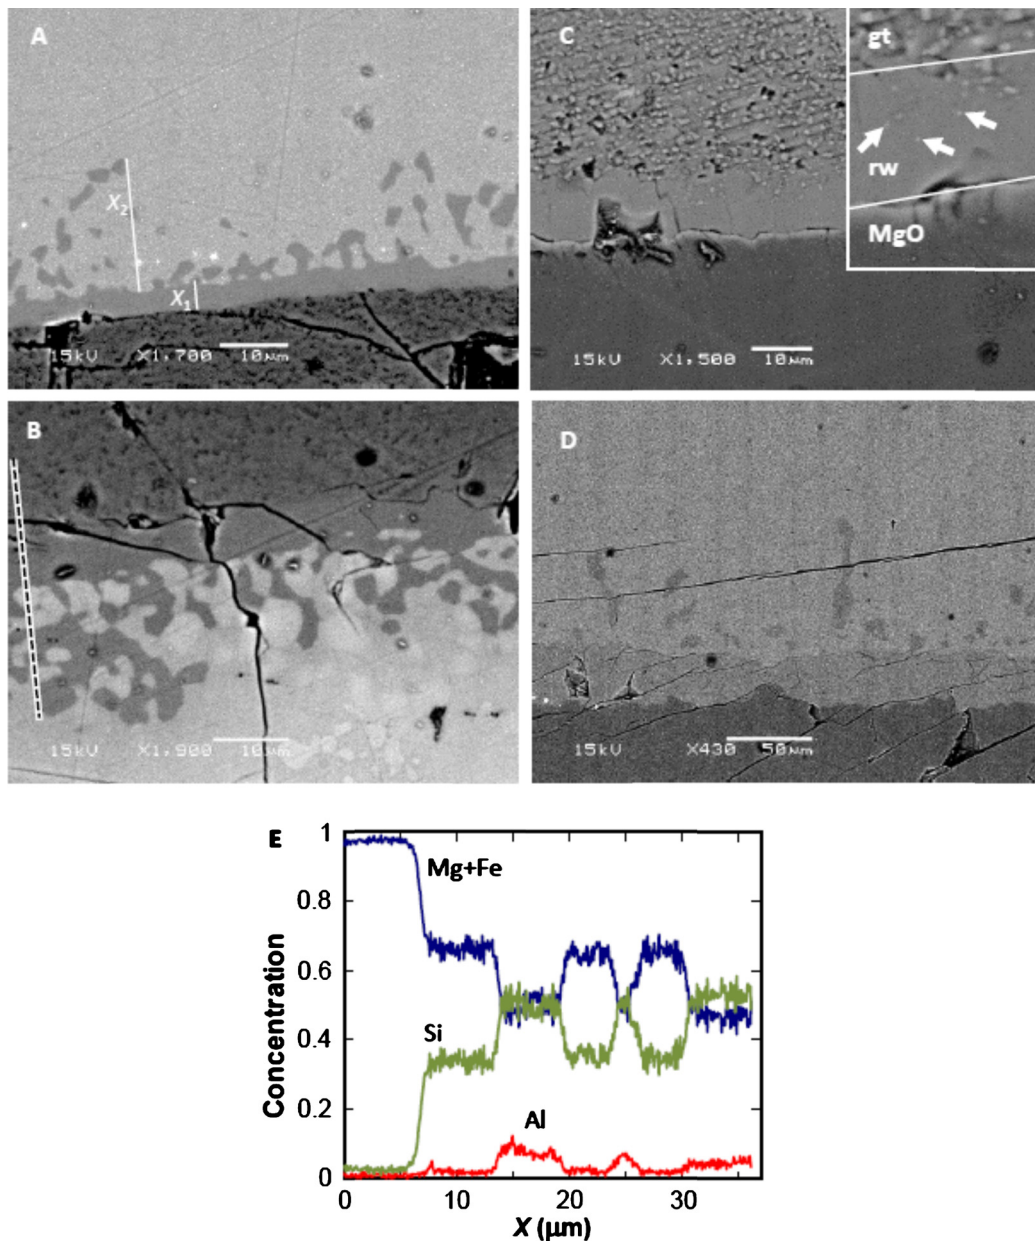 A
X2
X1
15kV X1,700 10μm
C
gt
rw
MgO
15kV X1,500 10μm
B
15kV X1,900 10μm
D
15kV X430 50μm
E
Mg+Fe
Si
Al
1
0.8
0.6
0.4
0.2
0
Concentration
0 10 20 30
X (μm)